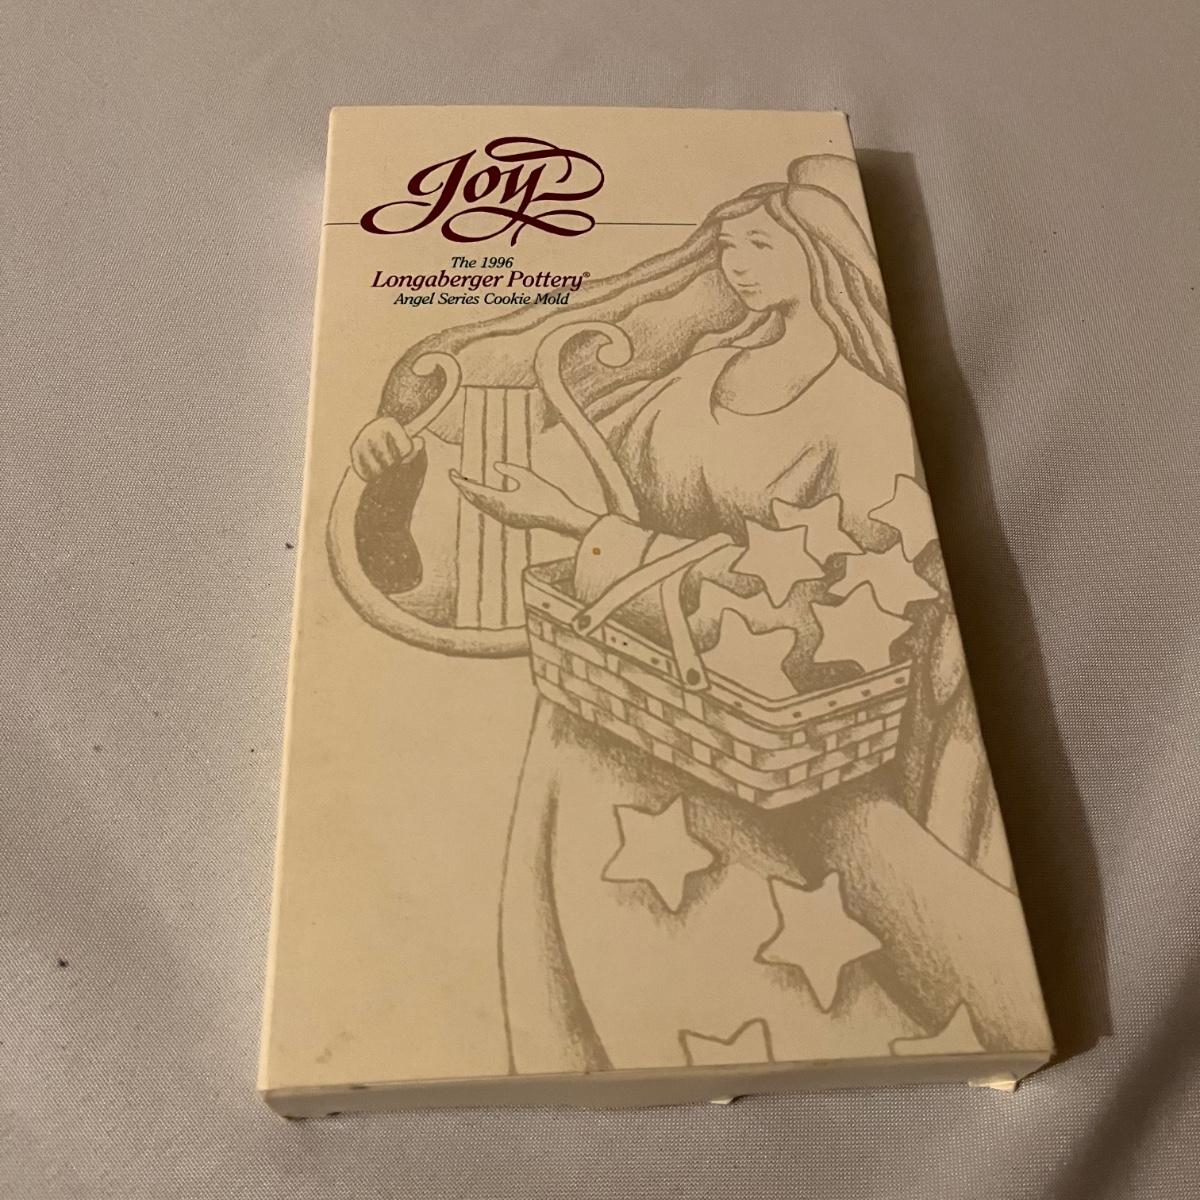 Joy
The 1996
Longaberger Pottery®
Angel Series Cookie Mold